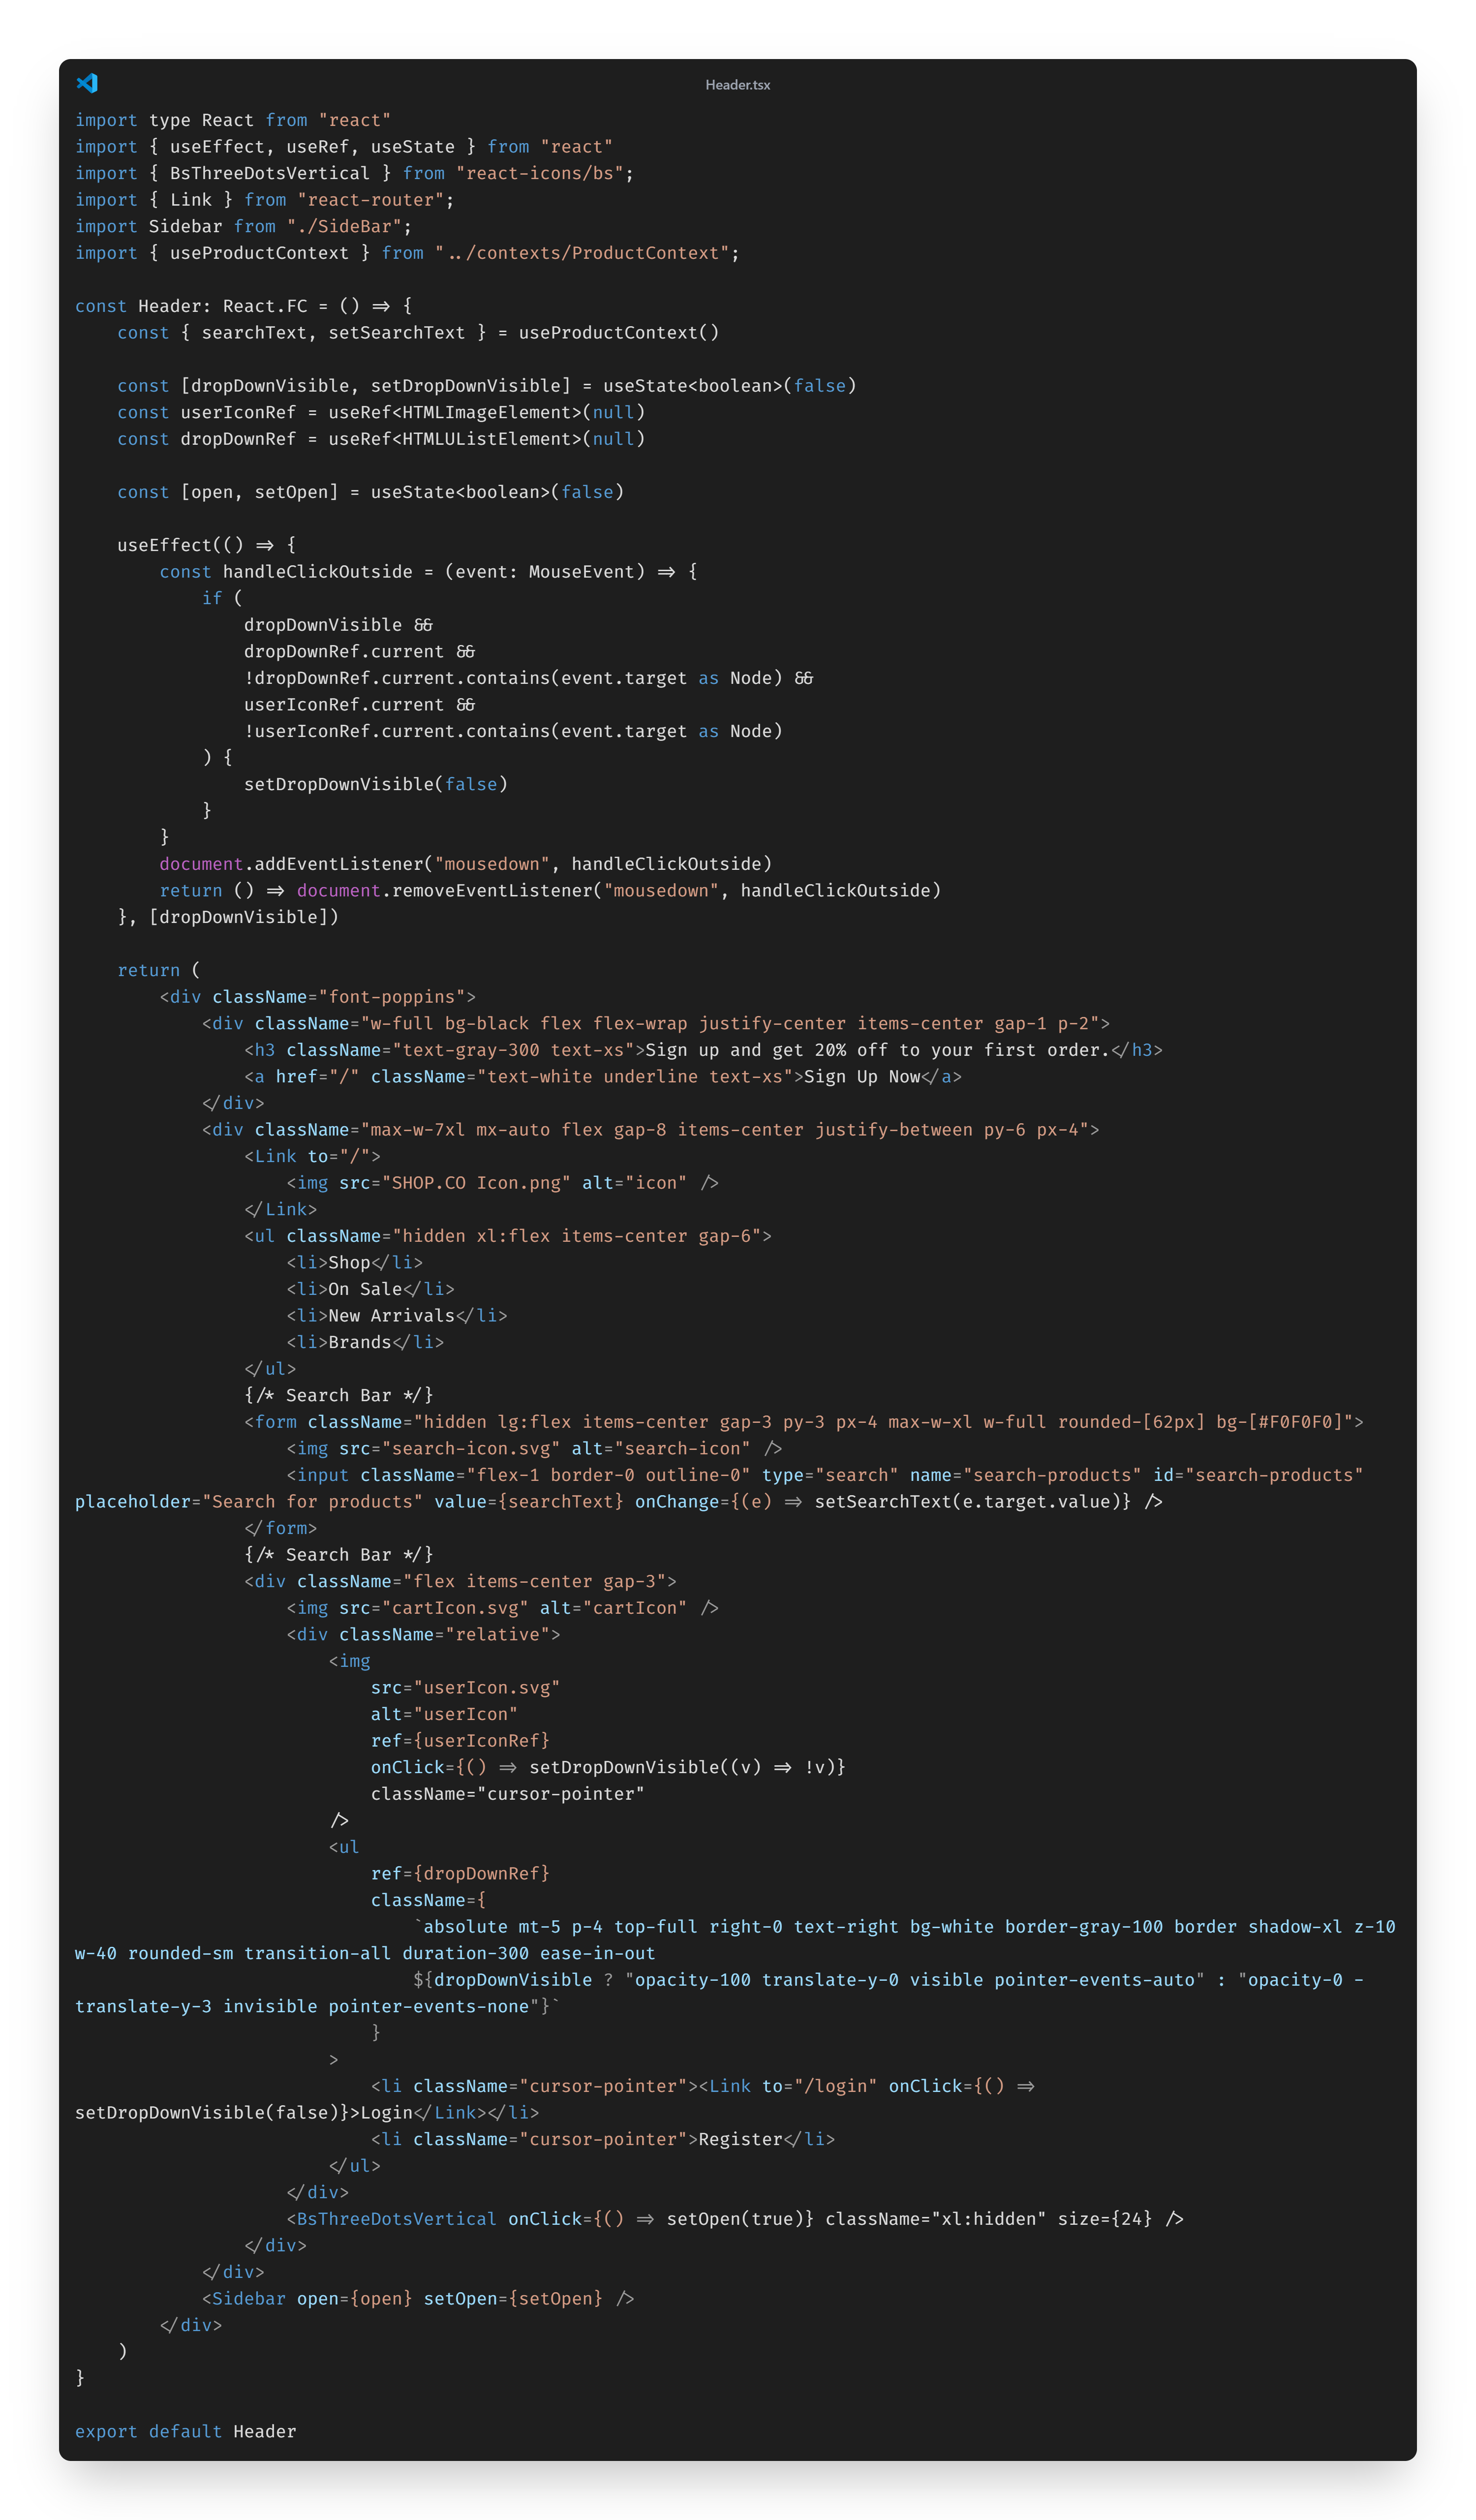 Header.tsx
import type React from "react"
import { useEffect, useRef, useState } from "react"
import { BsThreeDotsVertical } from "react-icons/bs";
import { Link } from "react-router";
import Sidebar from "./SideBar";
import { useProductContext } from "../contexts/ProductContext";

const Header: React.FC = () => {
    const { searchText, setSearchText } = useProductContext()

    const [dropDownVisible, setDropDownVisible] = useState<boolean>(false)
    const userIconRef = useRef<HTMLImageElement>(null)
    const dropDownRef = useRef<HTMLUListElement>(null)

    const [open, setOpen] = useState<boolean>(false)

    useEffect(() => {
        const handleClickOutside = (event: MouseEvent) => {
            if (
                dropDownVisible &&
                dropDownRef.current &&
                !dropDownRef.current.contains(event.target as Node) &&
                userIconRef.current &&
                !userIconRef.current.contains(event.target as Node)
            ) {
                setDropDownVisible(false)
            }
        }
        document.addEventListener("mousedown", handleClickOutside)
        return () => document.removeEventListener("mousedown", handleClickOutside)
    }, [dropDownVisible])

    return (
        <div className="font-poppins">
            <div className="w-full bg-black flex flex-wrap justify-center items-center gap-1 p-2">
                <h3 className="text-gray-300 text-xs">Sign up and get 20% off to your first order.</h3>
                <a href="/" className="text-white underline text-xs">Sign Up Now</a>
            </div>
            <div className="max-w-7xl mx-auto flex gap-8 items-center justify-between py-6 px-4">
                <Link to="/">
                    <img src="SHOP.CO Icon.png" alt="icon" />
                </Link>
                <ul className="hidden xl:flex items-center gap-6">
                    <li>Shop</li>
                    <li>On Sale</li>
                    <li>New Arrivals</li>
                    <li>Brands</li>
                </ul>
                {/* Search Bar */}
                <form className="hidden lg:flex items-center gap-3 py-3 px-4 max-w-xl w-full rounded-[62px] bg-[#F0F0F0]">
                    <img src="search-icon.svg" alt="search-icon" />
                    <input className="flex-1 border-0 outline-0" type="search" name="search-products" id="search-products"
placeholder="Search for products" value={searchText} onChange={(e) => setSearchText(e.target.value)} />
                </form>
                {/* Search Bar */}
                <div className="flex items-center gap-3">
                    <img src="cartIcon.svg" alt="cartIcon" />
                    <div className="relative">
                        <img
                            src="userIcon.svg"
                            alt="userIcon"
                            ref={userIconRef}
                            onClick={() => setDropDownVisible((v) => !v)}
                            className="cursor-pointer"
                        />
                        <ul
                            ref={dropDownRef}
                            className={
                                `absolute mt-5 p-4 top-full right-0 text-right bg-white border-gray-100 border shadow-xl z-10
w-40 rounded-sm transition-all duration-300 ease-in-out
                                ${dropDownVisible ? "opacity-100 translate-y-0 visible pointer-events-auto" : "opacity-0 -
translate-y-3 invisible pointer-events-none"}`
                            }
                        >
                            <li className="cursor-pointer"><Link to="/login" onClick={() =>
setDropDownVisible(false)}>Login</Link></li>
                            <li className="cursor-pointer">Register</li>
                        </ul>
                    </div>
                    <BsThreeDotsVertical onClick={() => setOpen(true)} className="xl:hidden" size={24} />
                </div>
            </div>
            <Sidebar open={open} setOpen={setOpen} />
        </div>
    )
}

export default Header